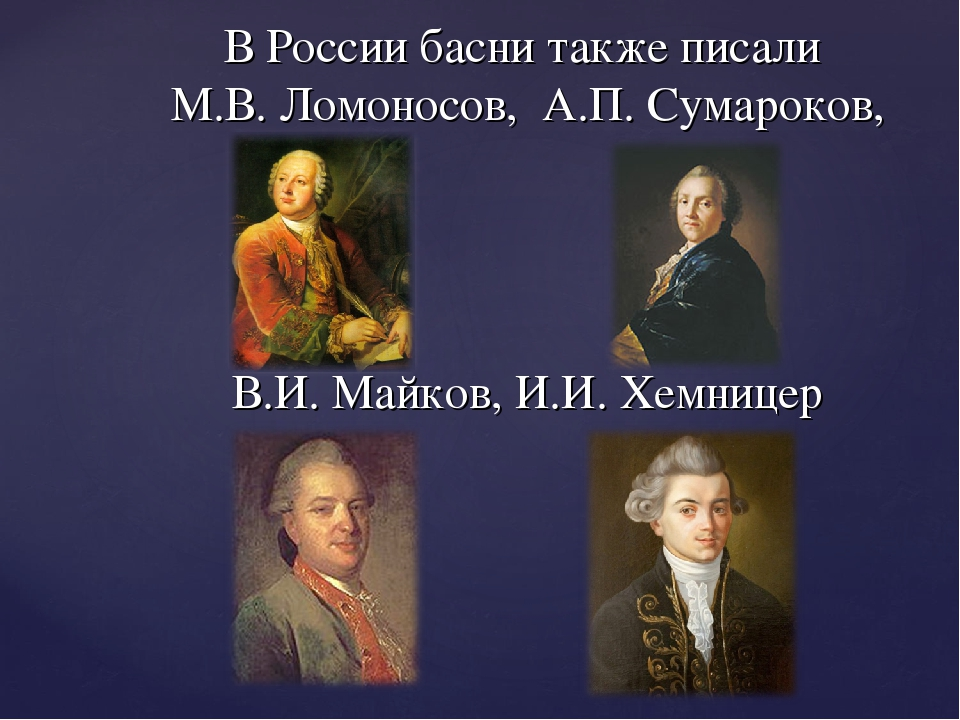 В России басни также писали
М.В. Ломоносов, А.П. Сумароков,
В.И. Майков, И.И. Хемницер